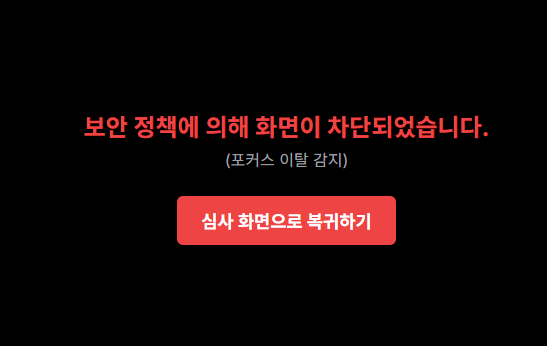 보안 정책에 의해 화면이 차단되었습니다.
(포커스 이탈 감지)
심사 화면으로 복귀하기